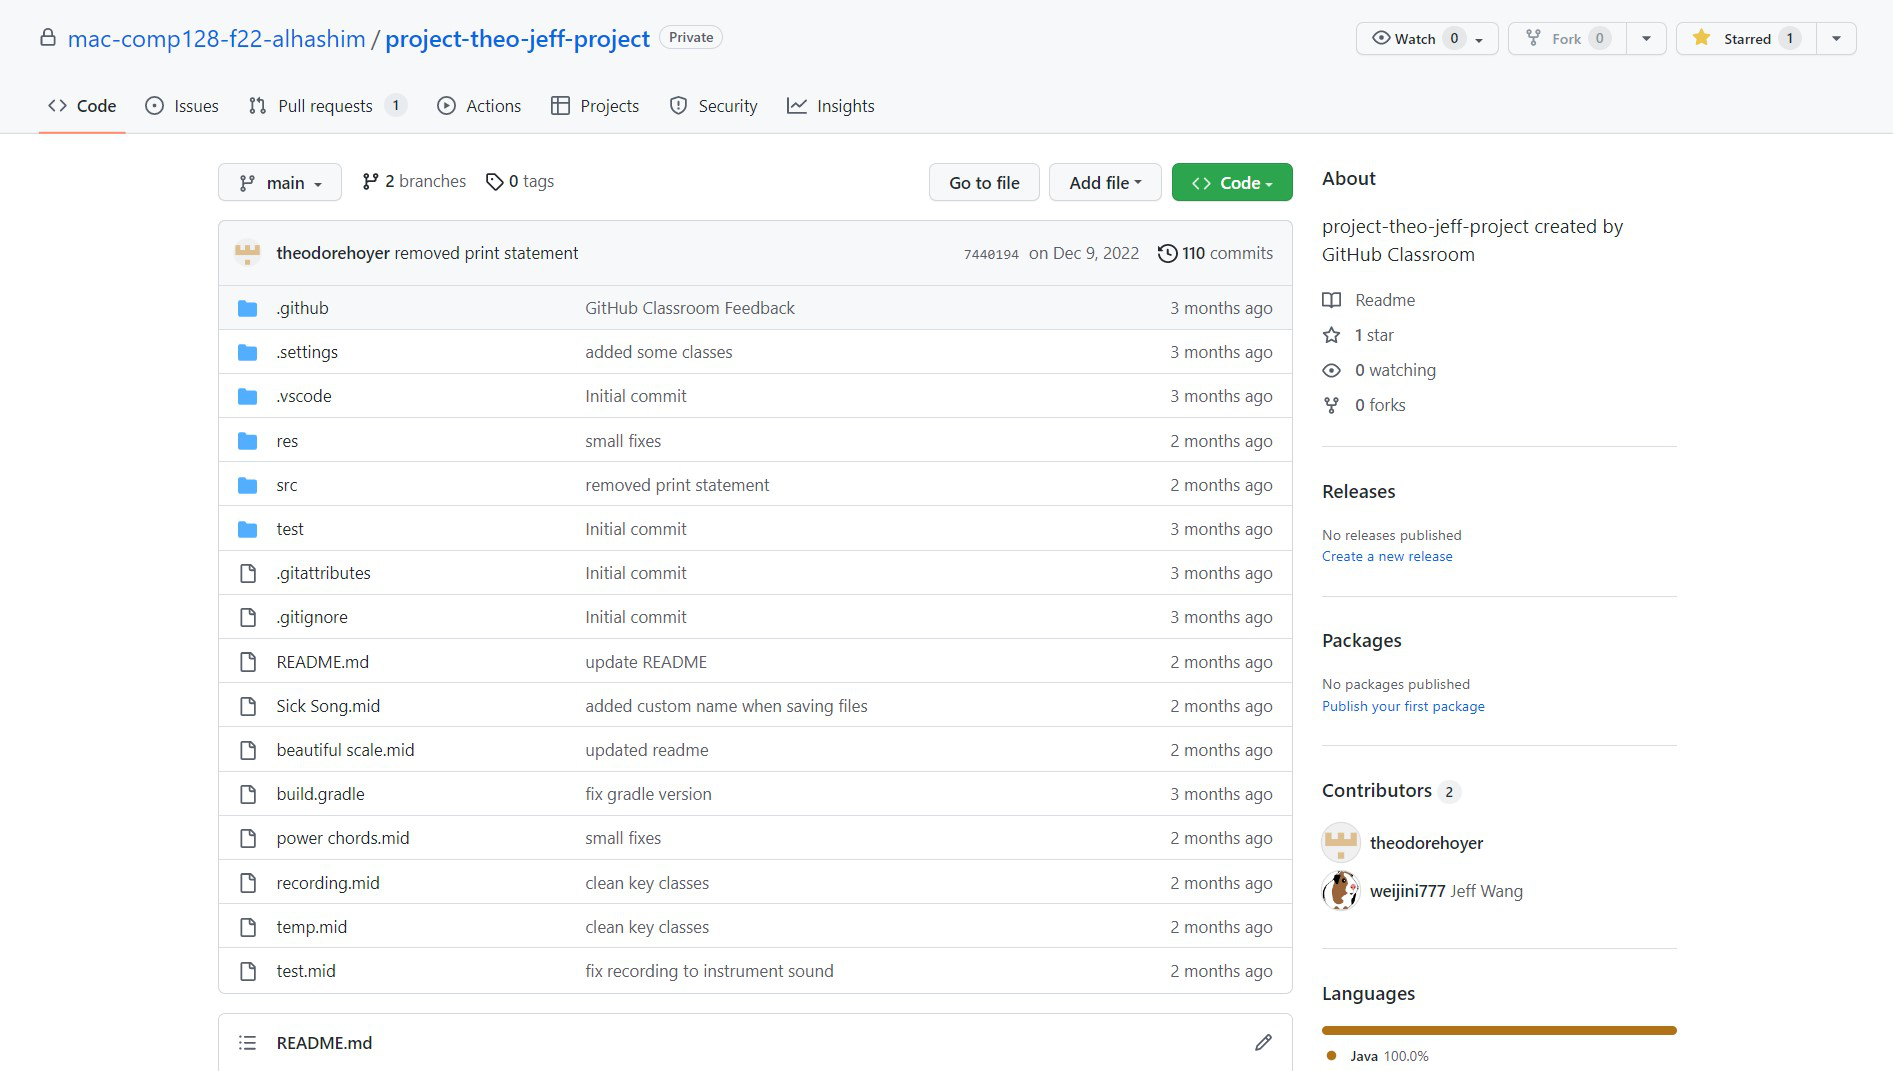 mac-comp128-f22-alhashim / project-theo-jeff-project Private
Watch 0
Fork 0
Starred 1
Code
Issues
Pull requests 1
Actions
Projects
Security
Insights
main
2 branches
0 tags
Go to file
Add file
Code
theodorehoyer removed print statement 7440194 on Dec 9, 2022 110 commits
.github GitHub Classroom Feedback 3 months ago
.settings added some classes 3 months ago
.vscode Initial commit 3 months ago
res small fixes 2 months ago
src removed print statement 2 months ago
test Initial commit 3 months ago
.gitattributes Initial commit 3 months ago
.gitignore Initial commit 3 months ago
README.md update README 2 months ago
Sick Song.mid added custom name when saving files 2 months ago
beautiful scale.mid updated readme 2 months ago
build.gradle fix gradle version 3 months ago
power chords.mid small fixes 2 months ago
recording.mid clean key classes 2 months ago
temp.mid clean key classes 2 months ago
test.mid fix recording to instrument sound 2 months ago
README.md
About
project-theo-jeff-project created by
GitHub Classroom
Readme
1 star
0 watching
0 forks
Releases
No releases published
Create a new release
Packages
No packages published
Publish your first package
Contributors 2
theodorehoyer
weijini777 Jeff Wang
Languages
Java 100.0%